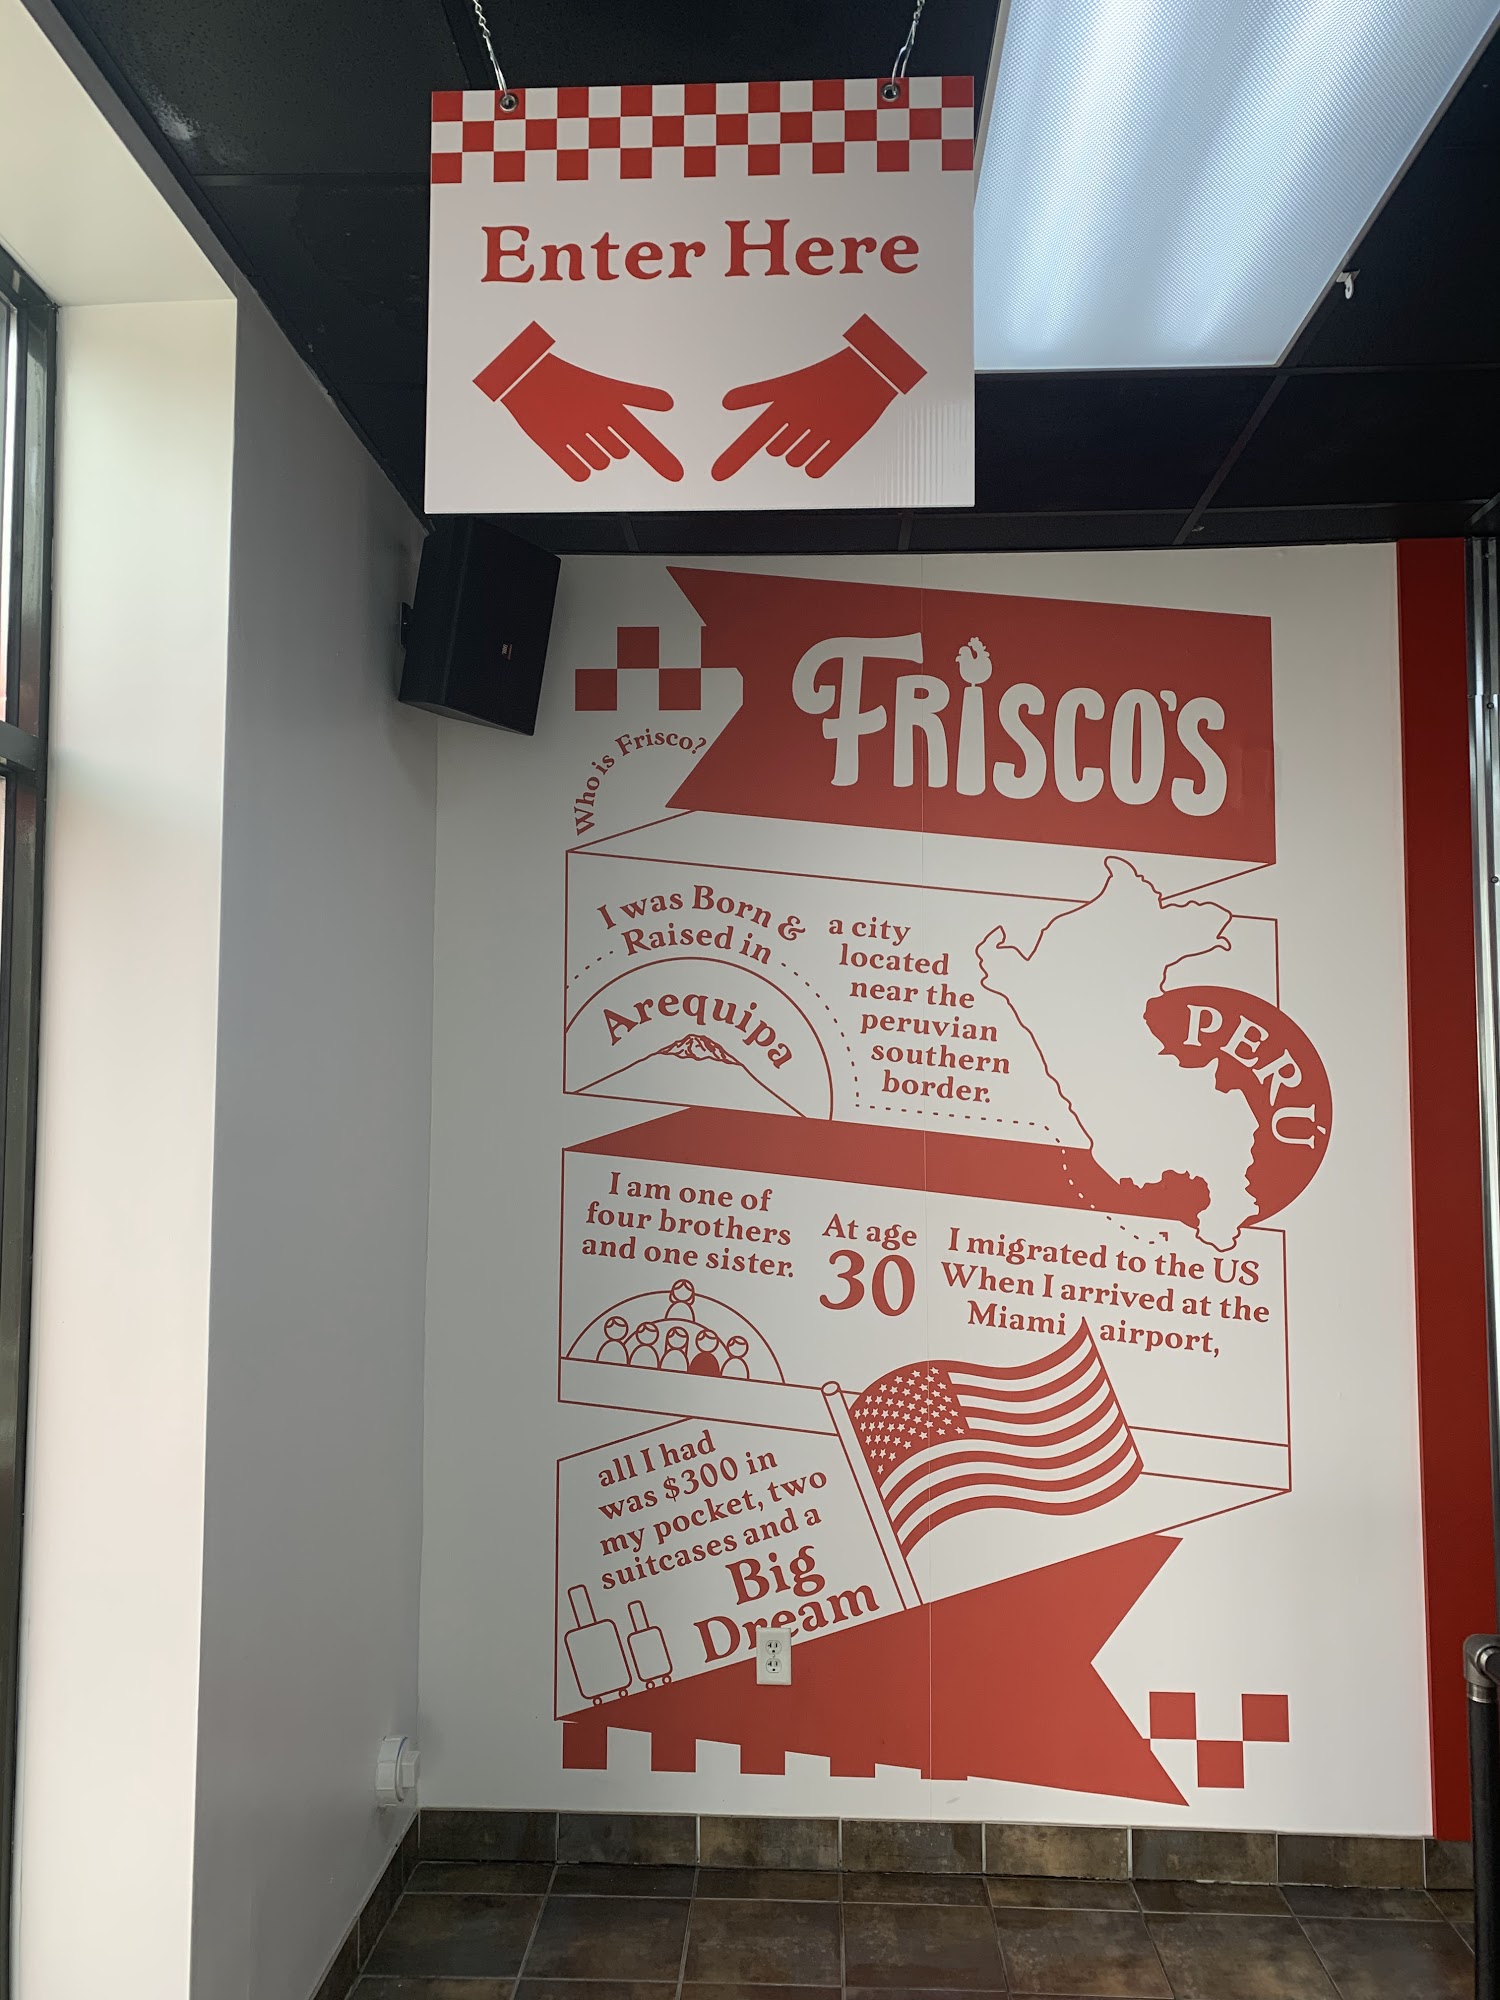 Enter Here
FRISCO'S
Who is Frisco?
I was Born &
Raised in
Arequipa
a city
located
near the
peruvian
southern
border.
PERÚ
I am one of
four brothers
and one sister.
At age
30
I migrated to the US
When I arrived at the
Miami airport,
all I had
was $300 in
my pocket, two
suitcases and a
Big
Dream